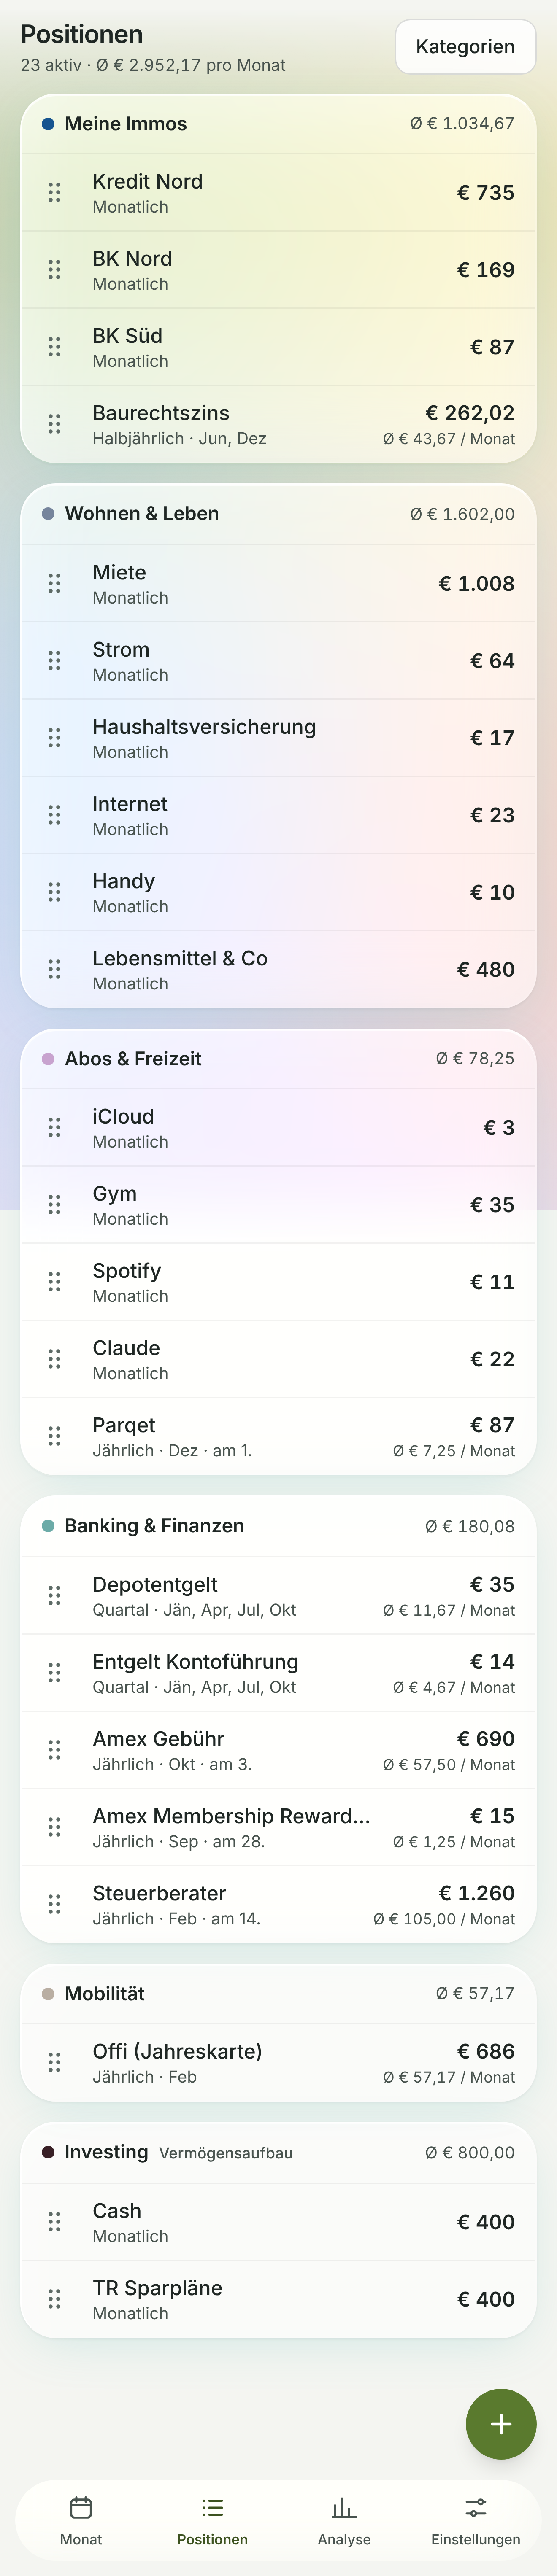 Positionen
23 aktiv · Ø € 2.952,17 pro Monat
Kategorien
Meine Immos
Ø € 1.034,67
Kredit Nord
Monatlich
€ 735
BK Nord
Monatlich
€ 169
BK Süd
Monatlich
€ 87
Baurechtszins
Halbjährlich · Jun, Dez
€ 262,02
Ø € 43,67 / Monat
Wohnen & Leben
Ø € 1.602,00
Miete
Monatlich
€ 1.008
Strom
Monatlich
€ 64
Haushaltsversicherung
Monatlich
€ 17
Internet
Monatlich
€ 23
Handy
Monatlich
€ 10
Lebensmittel & Co
Monatlich
€ 480
Abos & Freizeit
Ø € 78,25
iCloud
Monatlich
€ 3
Gym
Monatlich
€ 35
Spotify
Monatlich
€ 11
Claude
Monatlich
€ 22
Parqet
Jährlich · Dez · am 1.
€ 87
Ø € 7,25 / Monat
Banking & Finanzen
Ø € 180,08
Depotentgelt
Quartal · Jän, Apr, Jul, Okt
€ 35
Ø € 11,67 / Monat
Entgelt Kontoführung
Quartal · Jän, Apr, Jul, Okt
€ 14
Ø € 4,67 / Monat
Amex Gebühr
Jährlich · Okt · am 3.
€ 690
Ø € 57,50 / Monat
Amex Membership Reward...
Jährlich · Sep · am 28.
€ 15
Ø € 1,25 / Monat
Steuerberater
Jährlich · Feb · am 14.
€ 1.260
Ø € 105,00 / Monat
Mobilität
Ø € 57,17
Offi (Jahreskarte)
Jährlich · Feb
€ 686
Ø € 57,17 / Monat
Investing Vermögensaufbau
Ø € 800,00
Cash
Monatlich
€ 400
TR Sparpläne
Monatlich
€ 400
Monat
Positionen
Analyse
Einstellungen